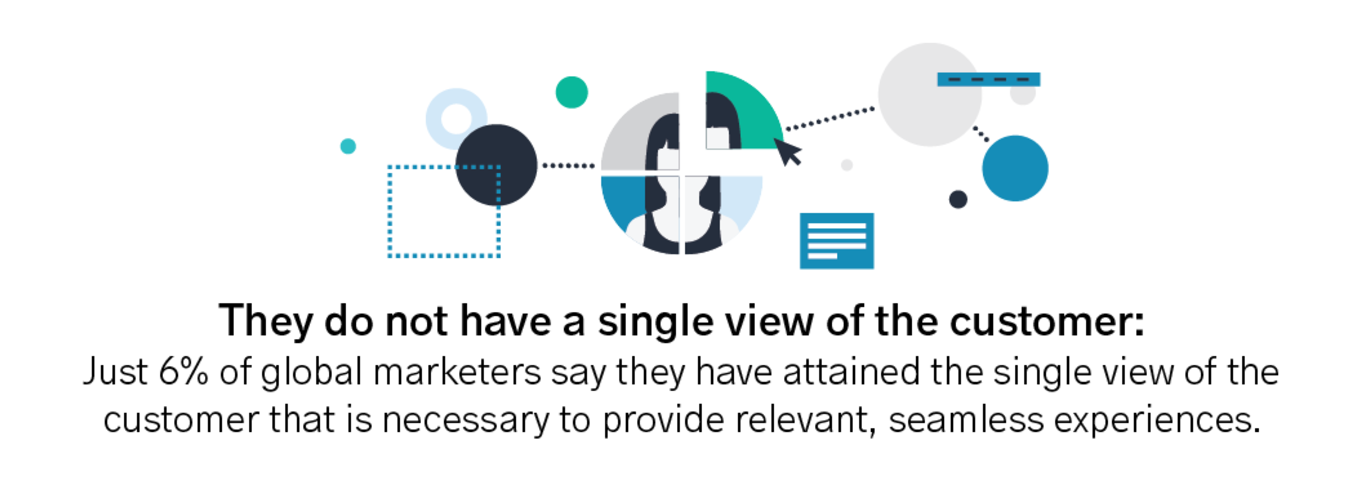 They do not have a single view of the customer:
Just 6% of global marketers say they have attained the single view of the
customer that is necessary to provide relevant, seamless experiences.